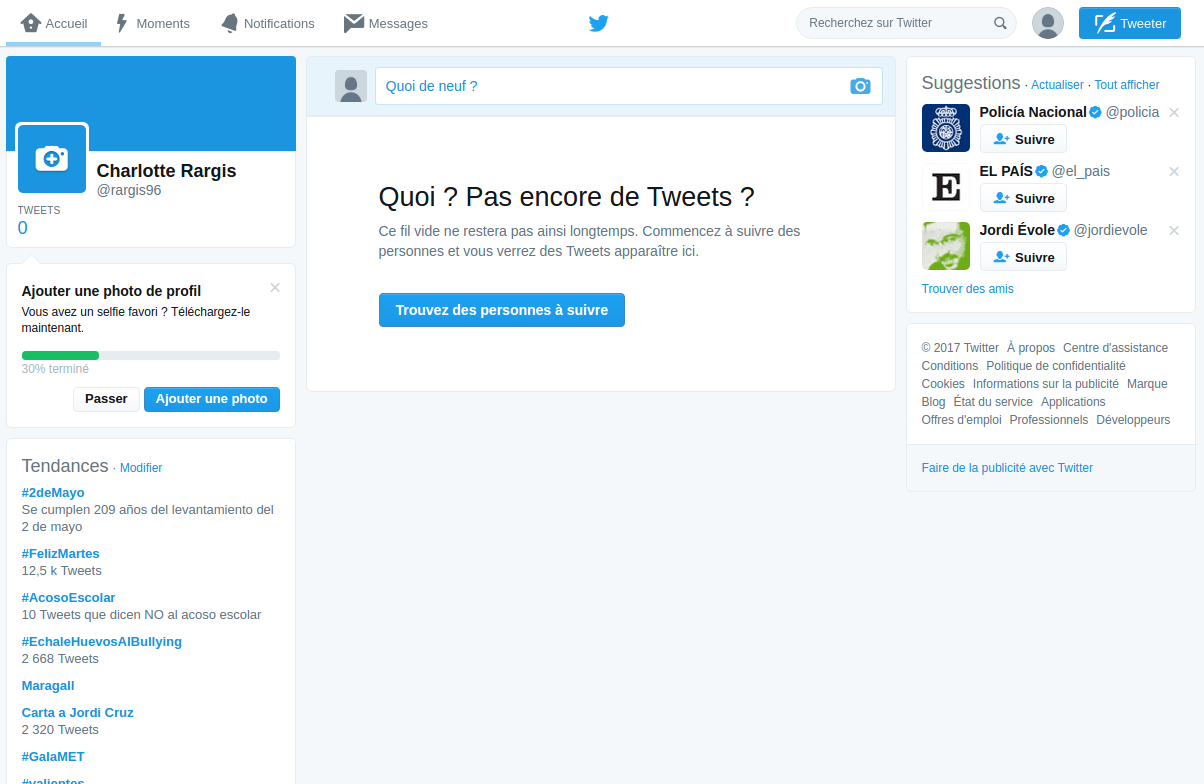 Accueil
Moments
Notifications
Messages
Recherchez sur Twitter
Tweeter
Charlotte Rargis
@rargis96
TWEETS
0
Ajouter une photo de profil
Vous avez un selfie favori ? Téléchargez-le
maintenant.
30% terminé
Passer
Ajouter une photo
Tendances · Modifier
#2deMayo
Se cumplen 209 años del levantamiento del
2 de mayo
#FelizMartes
12,5 k Tweets
#AcosoEscolar
10 Tweets que dicen NO al acoso escolar
#EchaleHuevosAlBullying
2 668 Tweets
Maragall
Carta a Jordi Cruz
2 320 Tweets
#GalaMET
#valientes
Quoi de neuf ?
Quoi ? Pas encore de Tweets ?
Ce fil vide ne restera pas ainsi longtemps. Commencez à suivre des
personnes et vous verrez des Tweets apparaître ici.
Trouvez des personnes à suivre
Suggestions · Actualiser · Tout afficher
Policía Nacional @policia
Suivre
E
EL PAÍS @el_pais
Suivre
Jordi Évole @jordievole
Suivre
Trouver des amis
© 2017 Twitter À propos Centre d'assistance
Conditions Politique de confidentialité
Cookies Informations sur la publicité Marque
Blog État du service Applications
Offres d'emploi Professionnels Développeurs
Faire de la publicité avec Twitter